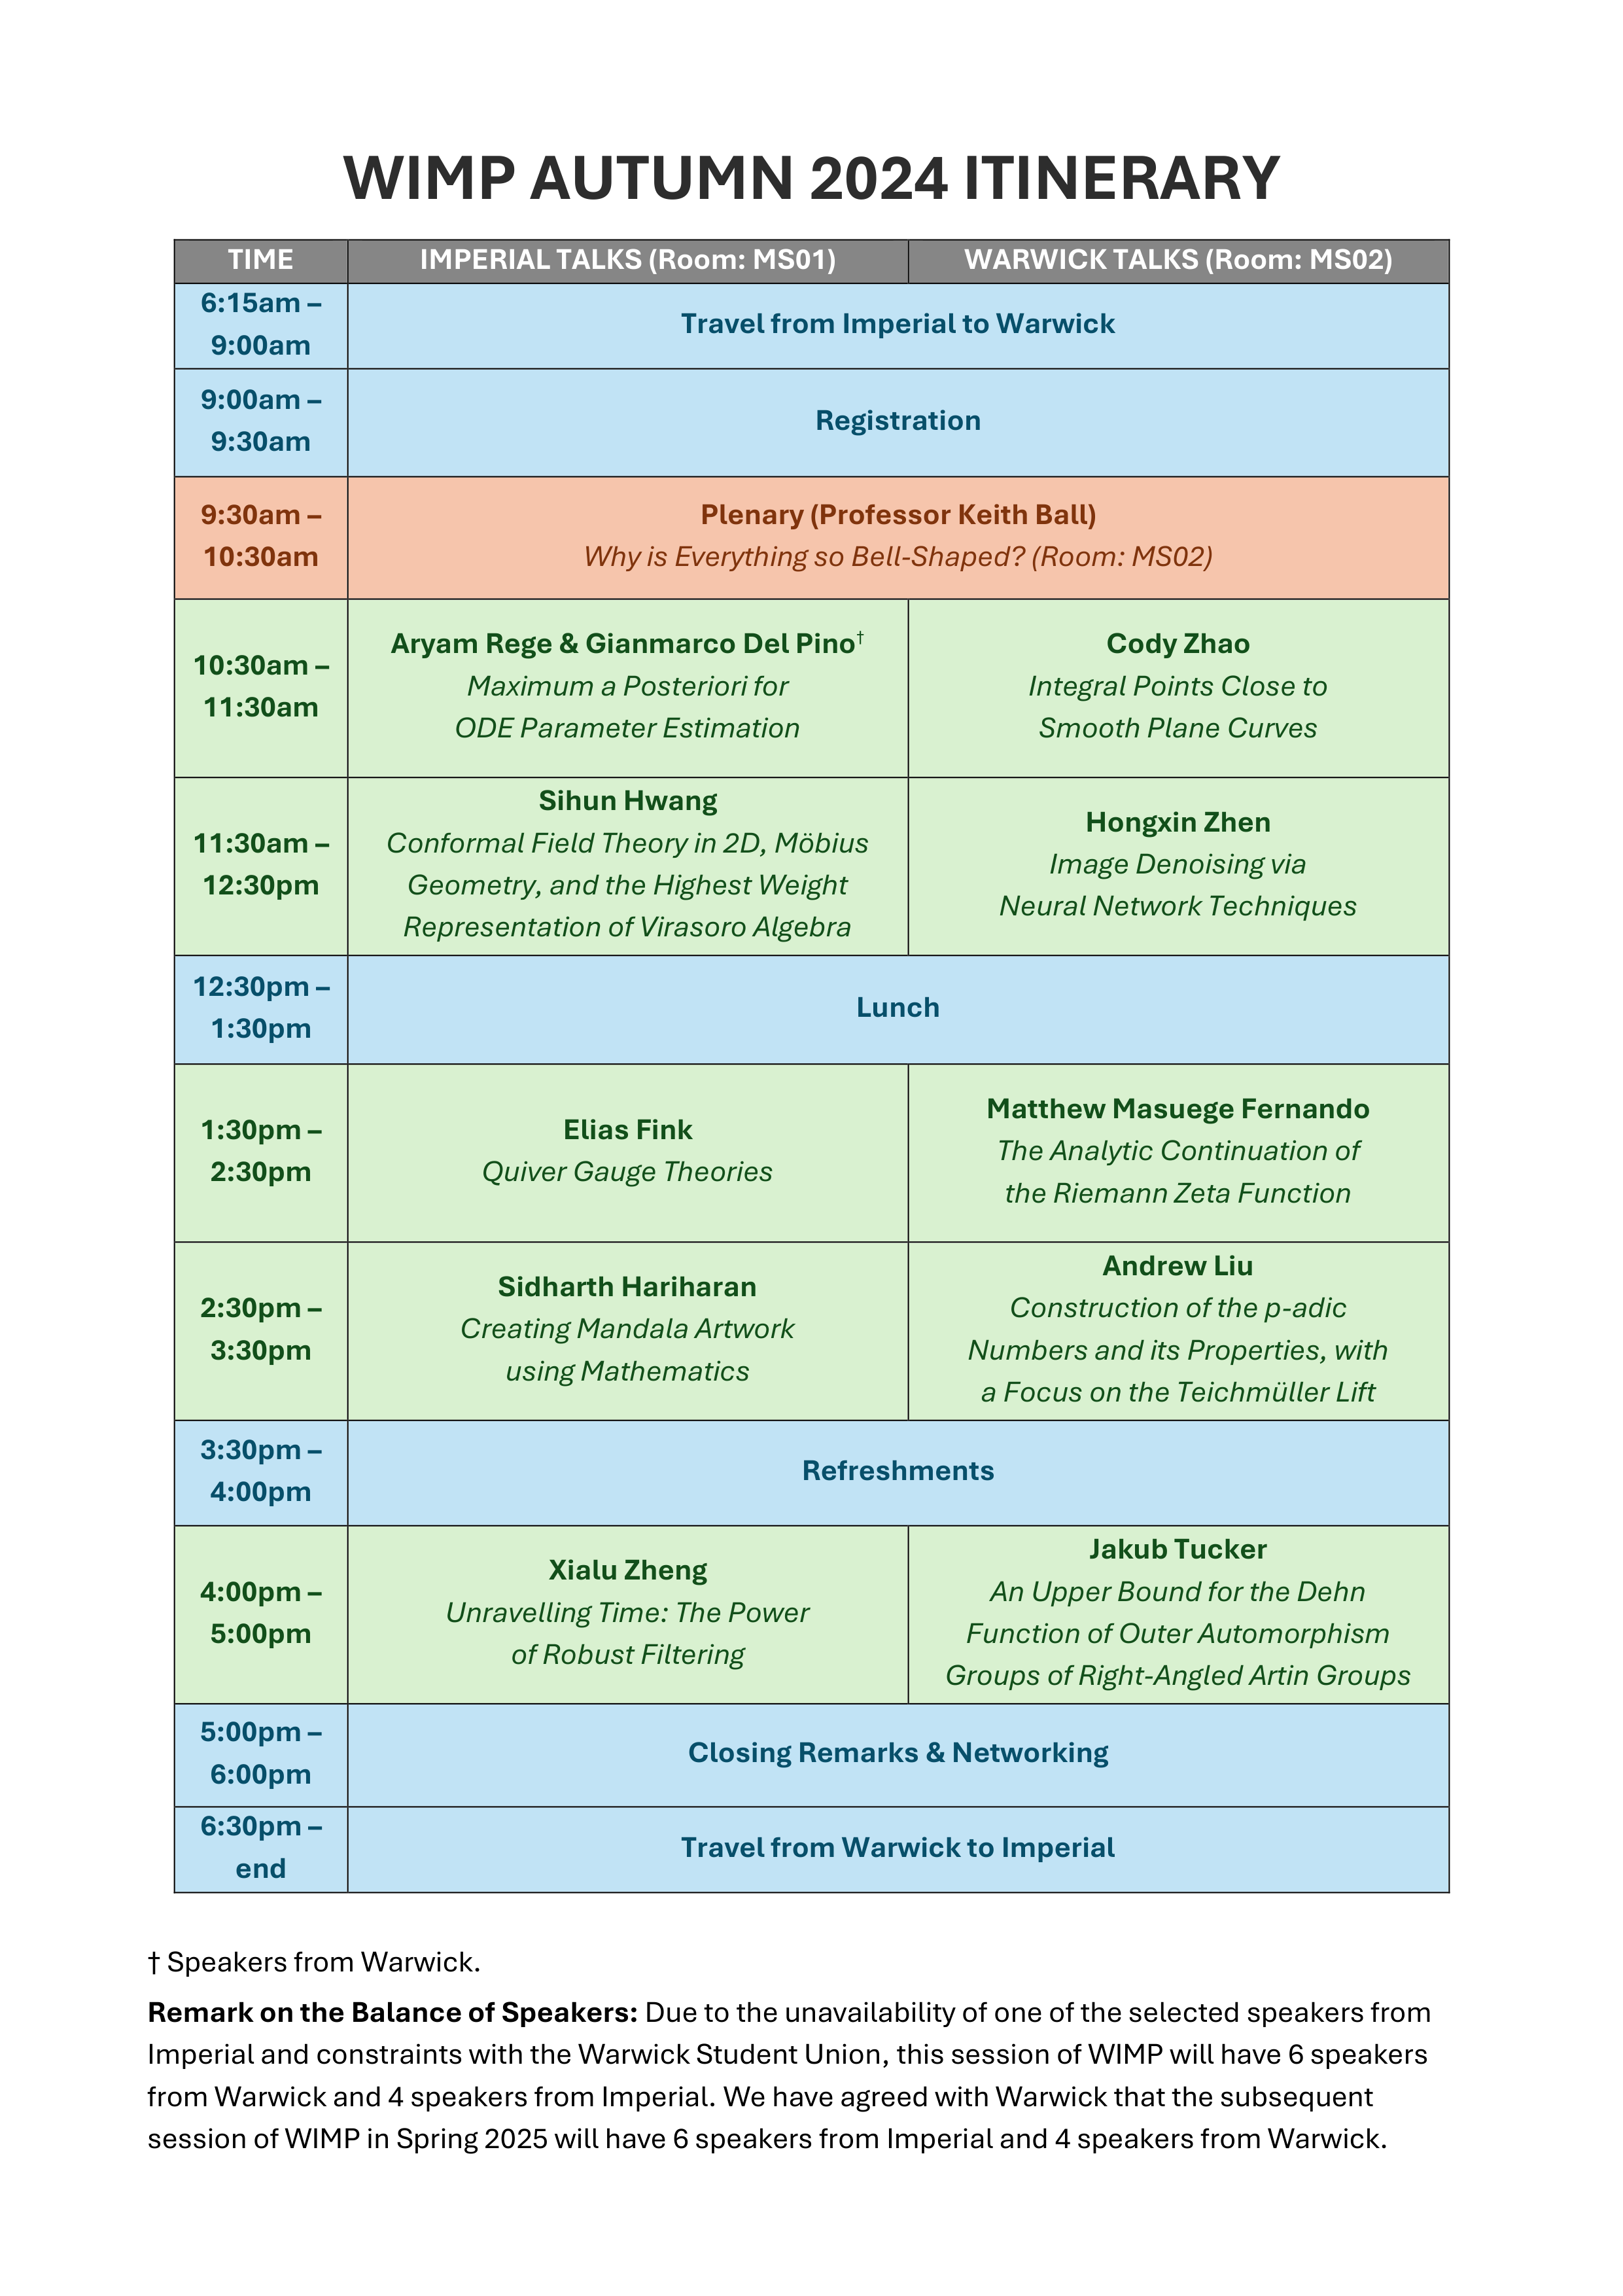 WIMP AUTUMN 2024 ITINERARY
TIME
IMPERIAL TALKS (Room: MS01)
WARWICK TALKS (Room: MS02)
6:15am –
9:00am
Travel from Imperial to Warwick
9:00am –
9:30am
Registration
9:30am –
10:30am
Plenary (Professor Keith Ball)
Why is Everything so Bell-Shaped? (Room: MS02)
10:30am –
11:30am
Aryam Rege & Gianmarco Del Pino†
Maximum a Posteriori for
ODE Parameter Estimation
Cody Zhao
Integral Points Close to
Smooth Plane Curves
11:30am –
12:30pm
Sihun Hwang
Conformal Field Theory in 2D, Möbius
Geometry, and the Highest Weight
Representation of Virasoro Algebra
Hongxin Zhen
Image Denoising via
Neural Network Techniques
12:30pm –
1:30pm
Lunch
1:30pm –
2:30pm
Elias Fink
Quiver Gauge Theories
Matthew Masuege Fernando
The Analytic Continuation of
the Riemann Zeta Function
2:30pm –
3:30pm
Sidharth Hariharan
Creating Mandala Artwork
using Mathematics
Andrew Liu
Construction of the p-adic
Numbers and its Properties, with
a Focus on the Teichmüller Lift
3:30pm –
4:00pm
Refreshments
4:00pm –
5:00pm
Xialu Zheng
Unravelling Time: The Power
of Robust Filtering
Jakub Tucker
An Upper Bound for the Dehn
Function of Outer Automorphism
Groups of Right-Angled Artin Groups
5:00pm –
6:00pm
Closing Remarks & Networking
6:30pm –
end
Travel from Warwick to Imperial
† Speakers from Warwick.
Remark on the Balance of Speakers: Due to the unavailability of one of the selected speakers from
Imperial and constraints with the Warwick Student Union, this session of WIMP will have 6 speakers
from Warwick and 4 speakers from Imperial. We have agreed with Warwick that the subsequent
session of WIMP in Spring 2025 will have 6 speakers from Imperial and 4 speakers from Warwick.